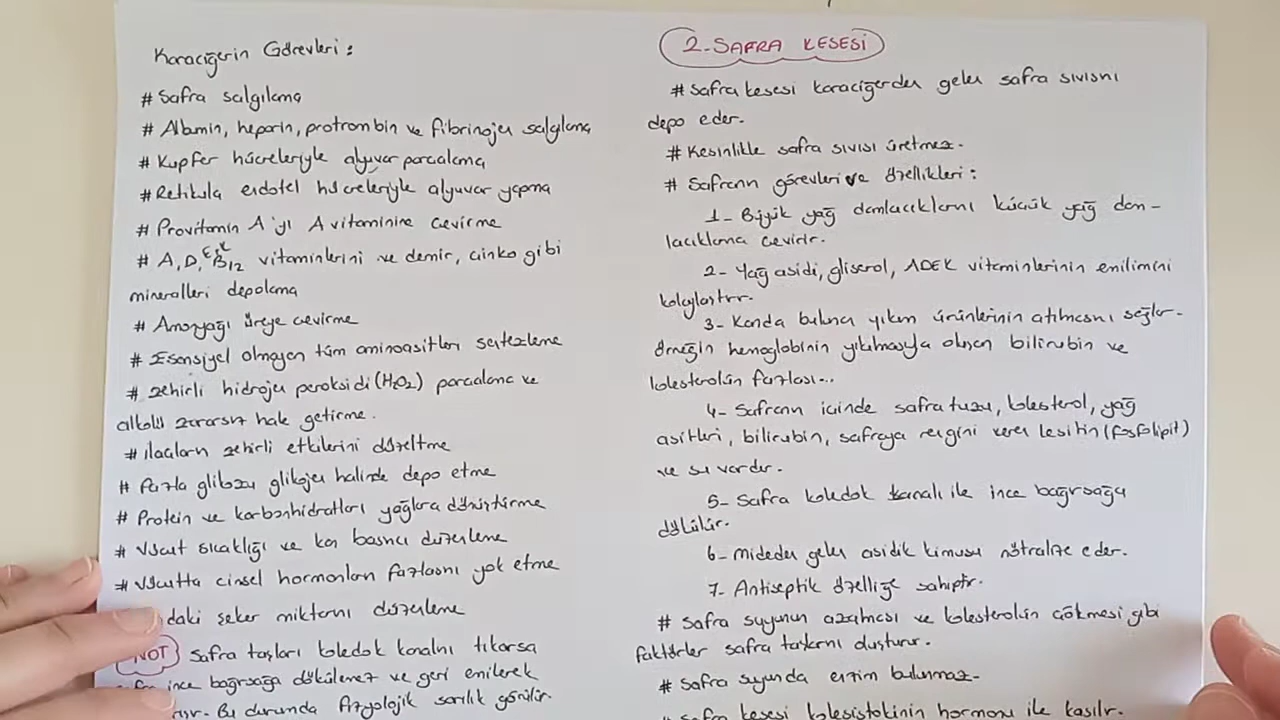 Karaciğerin Görevleri :
# Safra salgılama
# Albumin, heparin, protrombin ve fibrinojen salgılama
# Kupfer hücreleriyle alyuvar parçalama
# Retikula endotel hücreleriyle alyuvar yapma
# Provitamin A'yı A vitaminine çevirme
# A, D, E, K, B12 vitaminlerini ve demir, çinko gibi
mineralleri depolama
# Amonyağı üreye çevirme
# Esansiyel olmayan tüm aminoasitleri sentezleme
# Zehirli hidrojen peroksidi (H2O2) parçalama ve
alkolü zararsız hale getirme.
# ilaçların zehirli etkilerini düzeltme
# Fazla glikozu glikojen halinde depo etme
# Protein ve karbonhidratları yağlara dönüştürme
# Vücut sıcaklığı ve kan basıncı düzenleme
# Vücutta cinsel hormonların fazlasını yok etme
daki şeker miktarını düzenleme
NOT Safra taşları koledok kanalını tıkarsa
ince bağırsağa dökülemez ve geri emilerek
Bu durumda fizyolojik sarılık görülür.
2-SAFRA KESESİ
# Safra kesesi karaciğerden gelen safra sıvısını
depo eder.
# Kesinlikle safra sıvısı üretmez.
# Safranın görevleri ve özellikleri :
1- Büyük yağ damlacıklarını küçük yağ dam-
lacıklarına çevirir.
2- Yağ asidi, gliserol, ADEK vitaminlerinin emilimini
kolaylaştırır.
3- Kanda bulunan yıkım ürünlerinin atılmasını sağlar.
Örneğin hemoglobinin yıkılmasıyla oluşan bilirubin ve
kolesterolün fazlası...
4- Safranın içinde safra tuzu, kolesterol, yağ
asitleri, bilirubin, safraya rengini veren lesitin (fosfolipit)
ve su vardır.
5- Safra koledok kanalı ile ince bağırsağa
dökülür.
6- mideden gelen asidik kimusu nötralize eder.
7- Antiseptik özelliğe sahiptir.
# Safra suyunun azalması ve kolesterolün çökmesi gibi
faktörler safra taşlarını oluşturur.
# Safra suyunda enzim bulunmaz.
# Safra kesesi kolesistokinin hormonu ile kasılır.